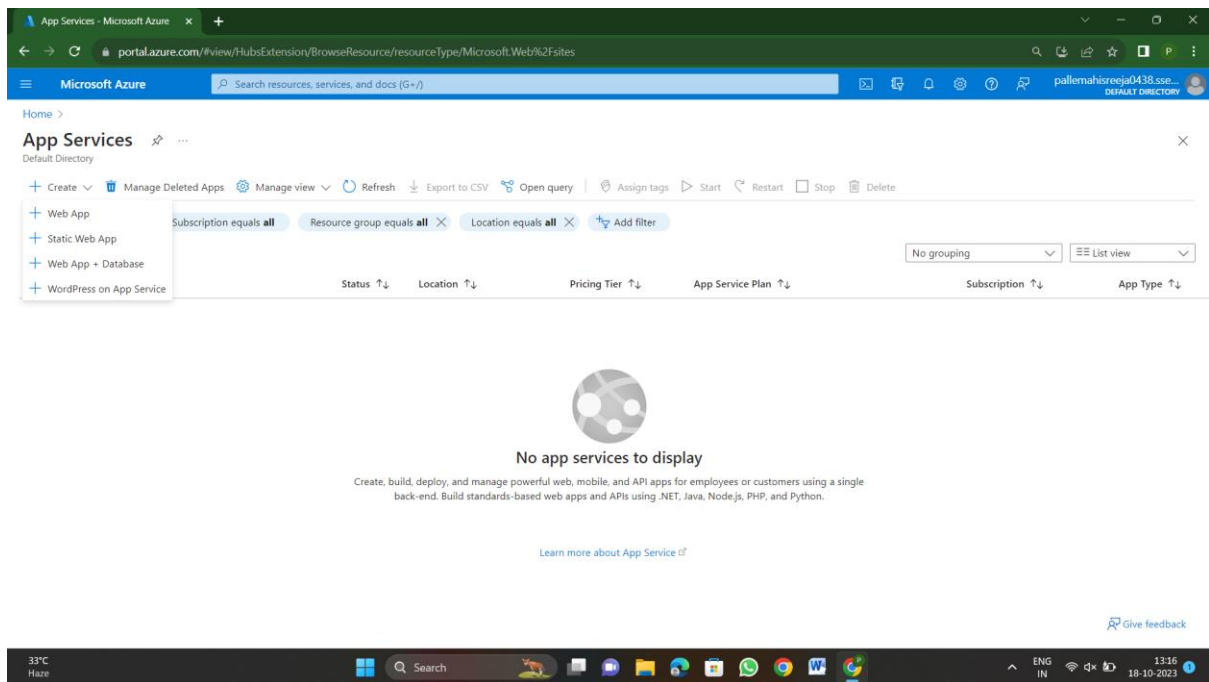 App Services - Microsoft Azure
portal.azure.com/#view/HubsExtension/BrowseResource/resourceType/Microsoft.Web%2Fsites
P
Microsoft Azure
Search resources, services, and docs (G+/)
pallemahisreeja0438.sse...
DEFAULT DIRECTORY
Home >
App Services
Default Directory
Create Manage Deleted Apps Manage view Refresh Export to CSV Open query Assign tags Start Restart Stop Delete
Web App
Static Web App
Web App + Database
WordPress on App Service
Subscription equals all Resource group equals all Location equals all Add filter
No grouping List view
Status Location Pricing Tier App Service Plan Subscription App Type
No app services to display
Create, build, deploy, and manage powerful web, mobile, and API apps for employees or customers using a single
back-end. Build standards-based web apps and APIs using .NET, Java, Node.js, PHP, and Python.
Learn more about App Service
Give feedback
33°C
Haze
Search
ENG
IN
13:16
18-10-2023
1